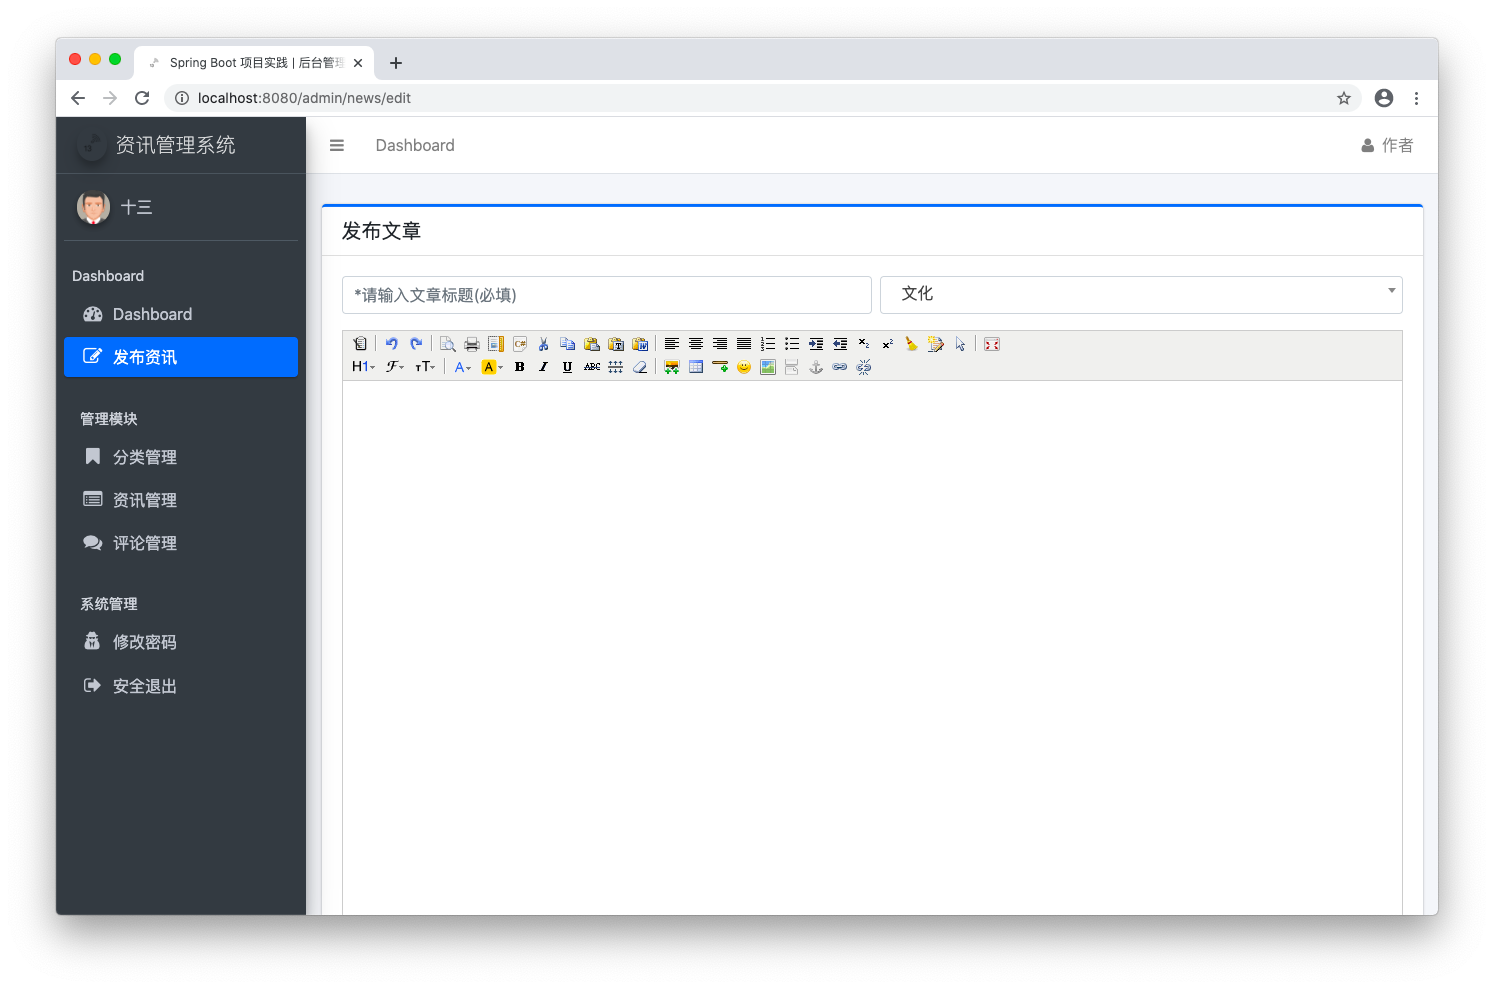 Spring Boot 项目实践 | 后台管理
localhost:8080/admin/news/edit
资讯管理系统
Dashboard
作者
十三
Dashboard
Dashboard
发布资讯
管理模块
分类管理
资讯管理
评论管理
系统管理
修改密码
安全退出
发布文章
*请输入文章标题(必填)
文化
H1 F TT A A B I U ABC